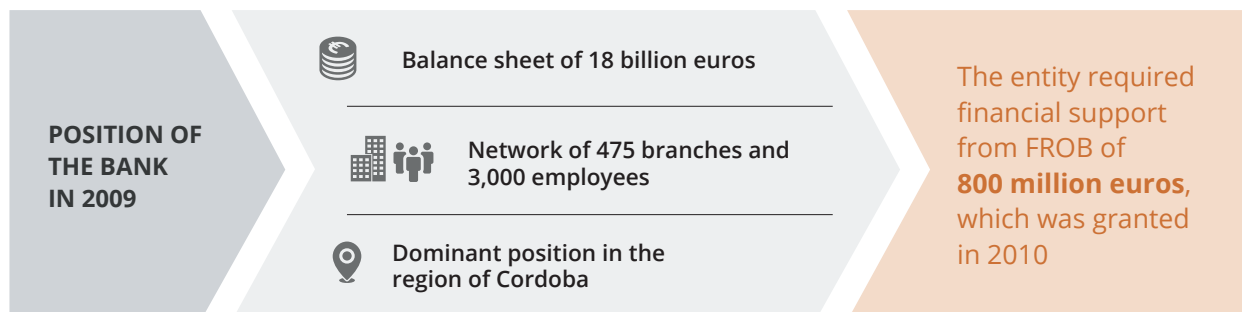 POSITION OF
THE BANK
IN 2009
Balance sheet of 18 billion euros
Network of 475 branches and
3,000 employees
Dominant position in the
region of Cordoba
The entity required
financial support
from FROB of
800 million euros,
which was granted
in 2010